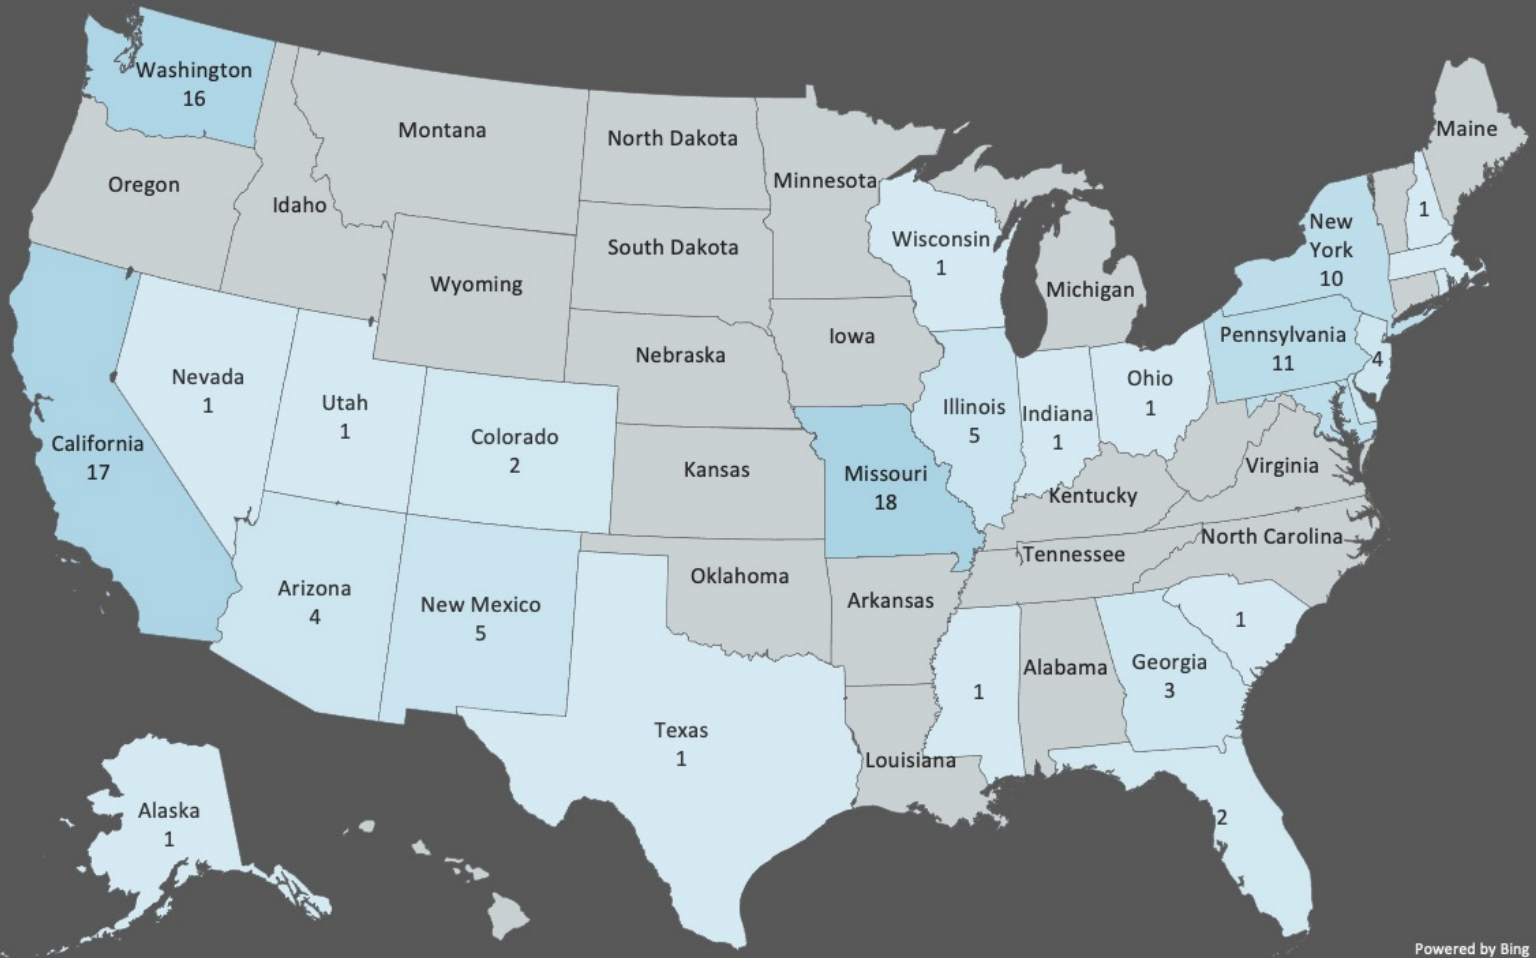 Washington
16
Montana
North Dakota
Minnesota
Maine
Oregon
Idaho
1
New
York
10
South Dakota
Wisconsin
1
Wyoming
Michigan
Iowa
Nebraska
Pennsylvania
11
4
Nevada
1
Utah
1
Ohio
1
Illinois
5
Indiana
1
California
17
Colorado
2
Kansas
Missouri
18
Virginia
Kentucky
North Carolina
Tennessee
Oklahoma
Arizona
4
New Mexico
5
Arkansas
1
Georgia
3
Alabama
1
Texas
1
Louisiana
Alaska
1
2
Powered by Bing